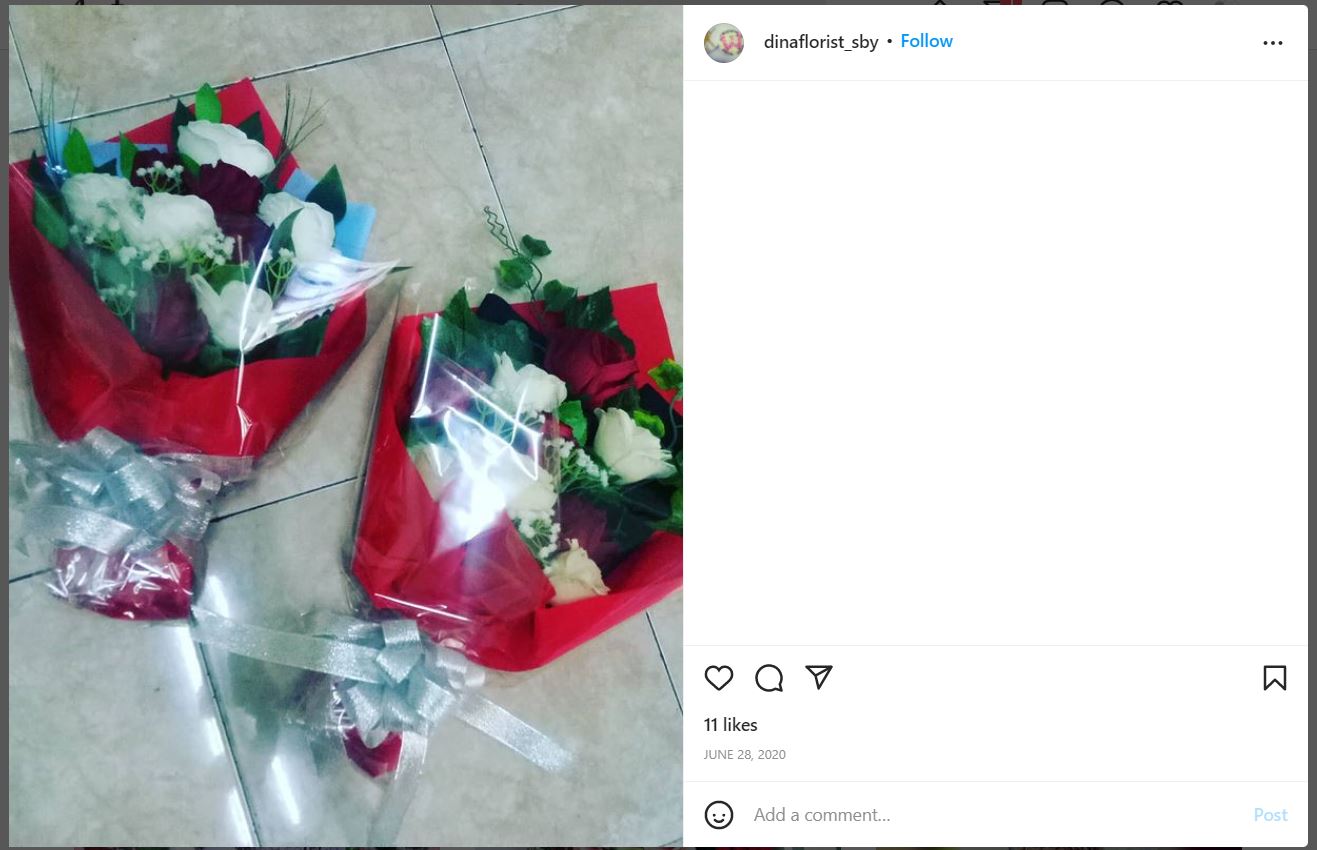 dinaflorist_sby • Follow
11 likes
JUNE 28, 2020
Add a comment...
Post